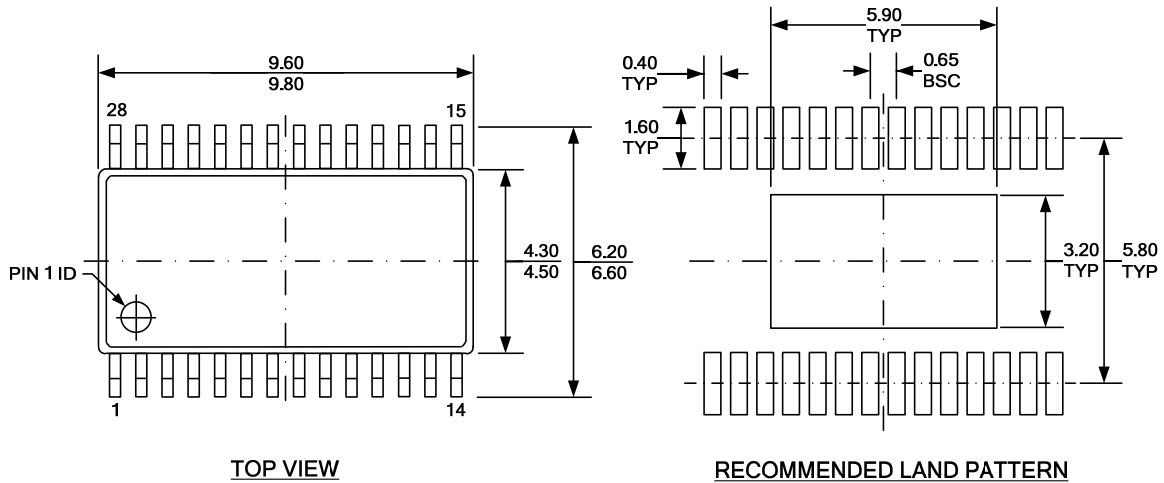 9.60
9.80
28
15
PIN 1 ID
4.30
4.50
6.20
6.60
1
14
TOP VIEW
5.90
TYP
0.40
TYP
0.65
BSC
1.60
TYP
3.20
TYP
5.80
TYP
RECOMMENDED LAND PATTERN